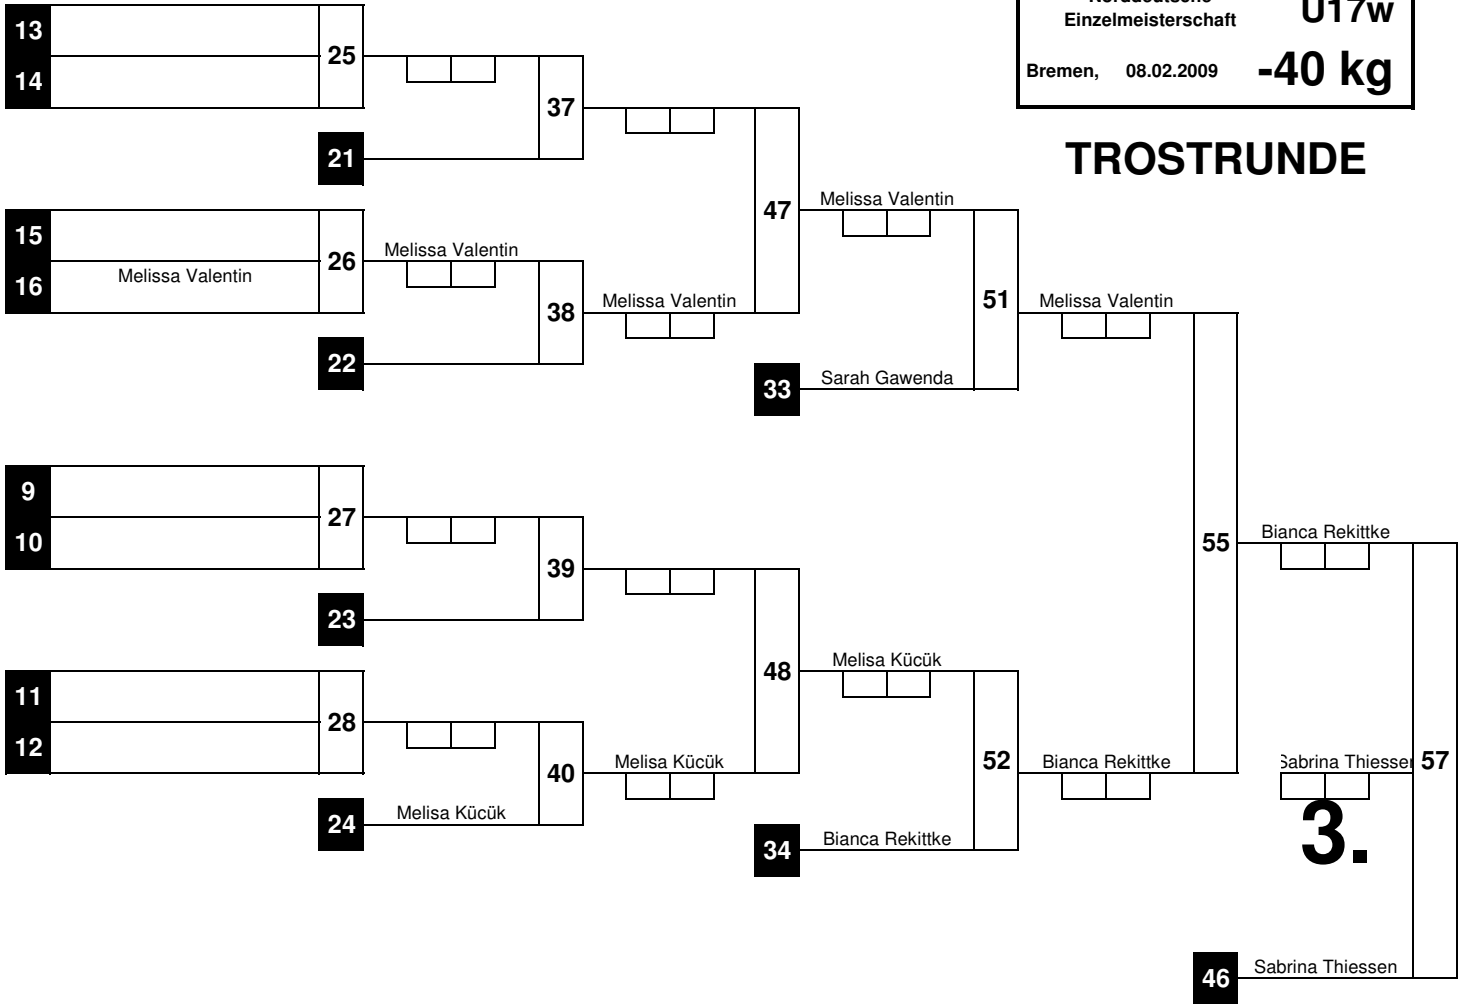 Norddeutsche
Einzelmeisterschaft
U17w
Bremen, 08.02.2009
-40 kg
TROSTRUNDE
13
14
25
37
21
47
Melissa Valentin
15
16
Melissa Valentin
26
Melissa Valentin
38
Melissa Valentin
22
51
Melissa Valentin
33
Sarah Gawenda
9
10
27
39
23
55
Bianca Rekittke
11
12
28
48
Melisa Kücük
40
Melisa Kücük
24
Melisa Kücük
52
Bianca Rekittke
34
Bianca Rekittke
Sabrina Thiessen
57
3.
46
Sabrina Thiessen